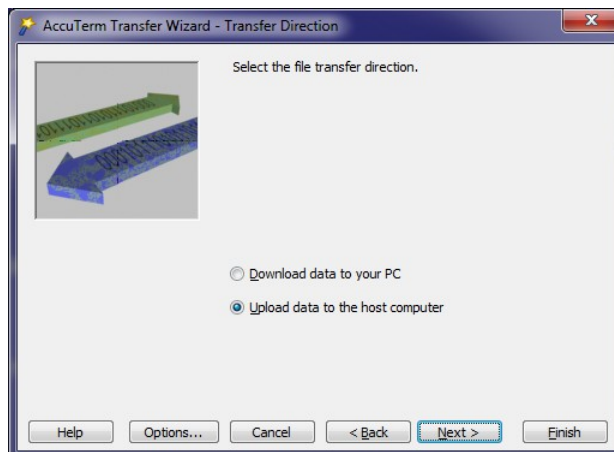 AccuTerm Transfer Wizard - Transfer Direction
Select the file transfer direction.
Download data to your PC
Upload data to the host computer
Help Options... Cancel < Back Next > Finish